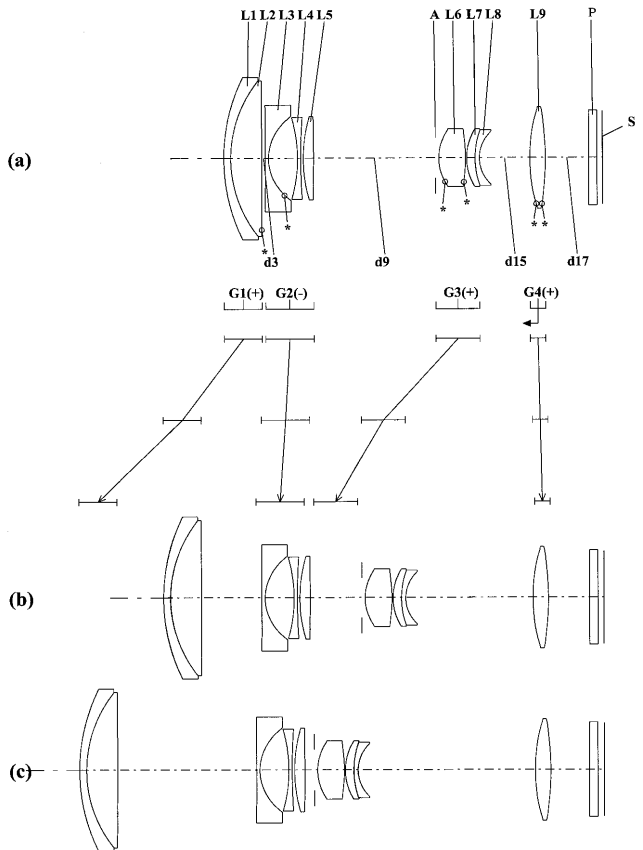 L1 L2 L3 L4 L5 A L6 L7 L8 L9 P
S
(a)
* * * * * *
d3 d9 d15 d17
G1(+) G2(-) G3(+) G4(+)
(b)
(c)